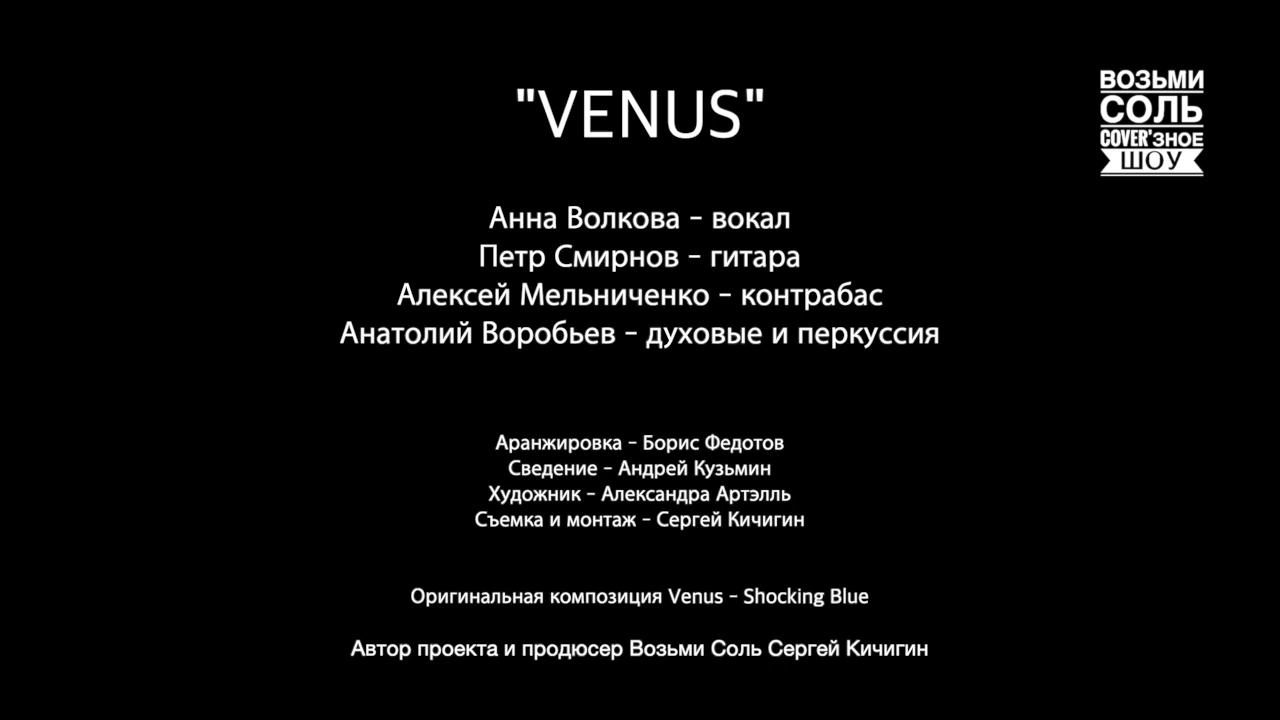 "VENUS"
ВОЗЬМИ
СОЛЬ
COVER'ЗНОЕ
ШОУ
Анна Волкова - вокал
Петр Смирнов - гитара
Алексей Мельниченко - контрабас
Анатолий Воробьев - духовые и перкуссия
Аранжировка - Борис Федотов
Сведение - Андрей Кузьмин
Художник - Александра Артэлль
Съемка и монтаж - Сергей Кичигин
Оригинальная композиция Venus - Shocking Blue
Автор проекта и продюсер Возьми Соль Сергей Кичигин